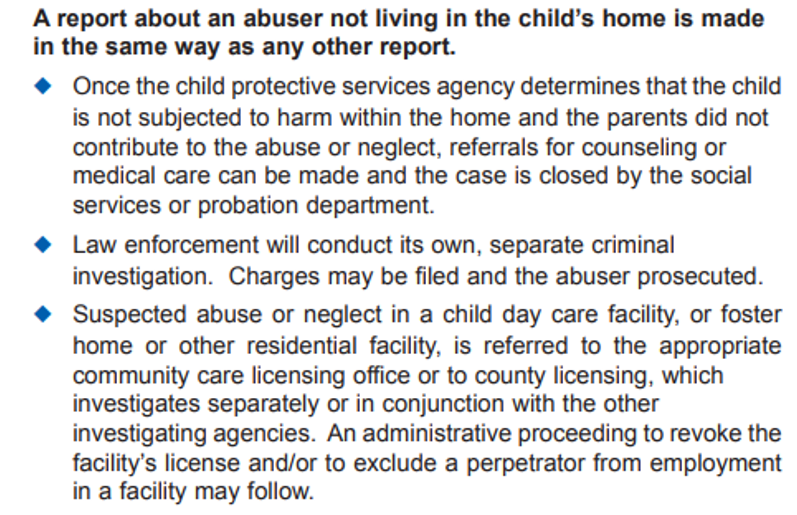 A report about an abuser not living in the child's home is made
in the same way as any other report.
◆ Once the child protective services agency determines that the child
is not subjected to harm within the home and the parents did not
contribute to the abuse or neglect, referrals for counseling or
medical care can be made and the case is closed by the social
services or probation department.
◆ Law enforcement will conduct its own, separate criminal
investigation.  Charges may be filed and the abuser prosecuted.
◆ Suspected abuse or neglect in a child day care facility, or foster
home or other residential facility, is referred to the appropriate
community care licensing office or to county licensing, which
investigates separately or in conjunction with the other
investigating agencies.  An administrative proceeding to revoke the
facility's license and/or to exclude a perpetrator from employment
in a facility may follow.